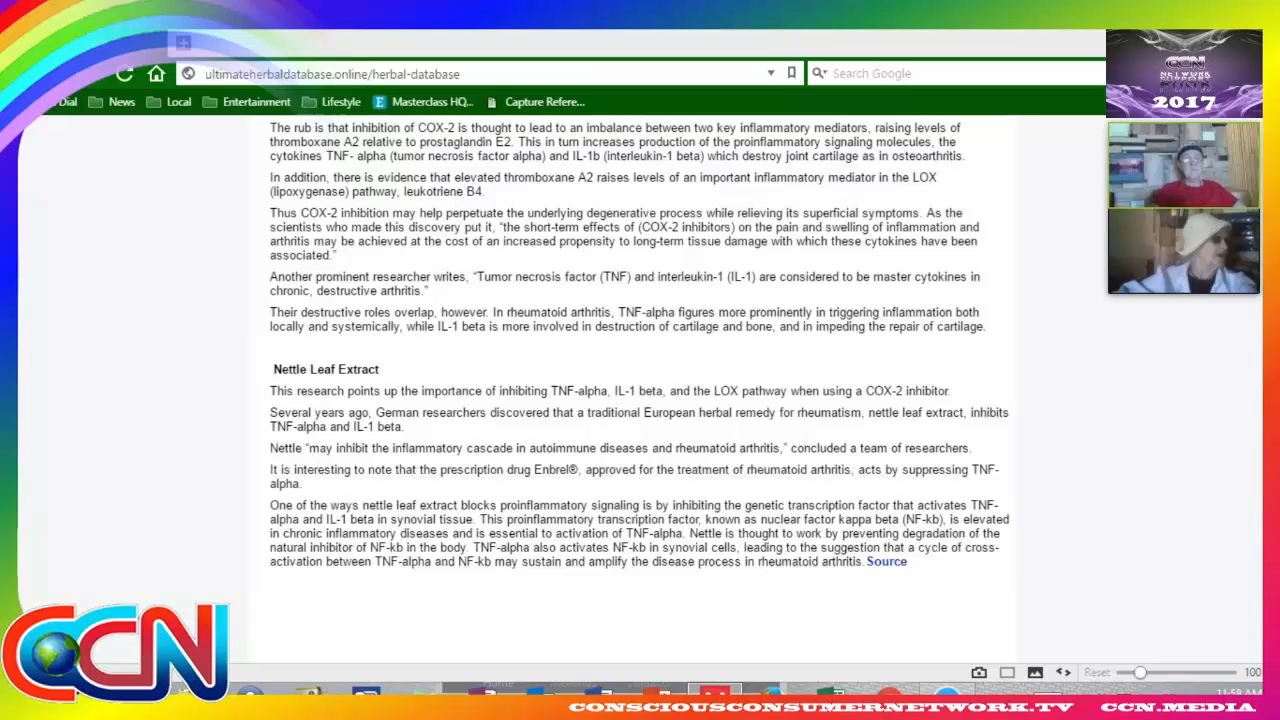 ultimateherbaldatabase.online/herbal-database
Search Google
Dial
News
Local
Entertainment
Lifestyle
Masterclass HQ...
Capture Refere...
CCN
NETWORK
SUPPORT
2017
The rub is that inhibition of COX-2 is thought to lead to an imbalance between two key inflammatory mediators, raising levels of
thromboxane A2 relative to prostaglandin E2. This in turn increases production of the proinflammatory signaling molecules, the
cytokines TNF- alpha (tumor necrosis factor alpha) and IL-1b (interleukin-1 beta) which destroy joint cartilage as in osteoarthritis.
In addition, there is evidence that elevated thromboxane A2 raises levels of an important inflammatory mediator in the LOX
(lipoxygenase) pathway, leukotriene B4.
Thus COX-2 inhibition may help perpetuate the underlying degenerative process while relieving its superficial symptoms. As the
scientists who made this discovery put it, “the short-term effects of (COX-2 inhibitors) on the pain and swelling of inflammation and
arthritis may be achieved at the cost of an increased propensity to long-term tissue damage with which these cytokines have been
associated.”
Another prominent researcher writes, “Tumor necrosis factor (TNF) and interleukin-1 (IL-1) are considered to be master cytokines in
chronic, destructive arthritis.”
Their destructive roles overlap, however. In rheumatoid arthritis, TNF-alpha figures more prominently in triggering inflammation both
locally and systemically, while IL-1 beta is more involved in destruction of cartilage and bone, and in impeding the repair of cartilage.
Nettle Leaf Extract
This research points up the importance of inhibiting TNF-alpha, IL-1 beta, and the LOX pathway when using a COX-2 inhibitor.
Several years ago, German researchers discovered that a traditional European herbal remedy for rheumatism, nettle leaf extract, inhibits
TNF-alpha and IL-1 beta.
Nettle “may inhibit the inflammatory cascade in autoimmune diseases and rheumatoid arthritis,” concluded a team of researchers.
It is interesting to note that the prescription drug Enbrel®, approved for the treatment of rheumatoid arthritis, acts by suppressing TNF-
alpha.
One of the ways nettle leaf extract blocks proinflammatory signaling is by inhibiting the genetic transcription factor that activates TNF-
alpha and IL-1 beta in synovial tissue. This proinflammatory transcription factor, known as nuclear factor kappa beta (NF-kb), is elevated
in chronic inflammatory diseases and is essential to activation of TNF-alpha. Nettle is thought to work by preventing degradation of the
natural inhibitor of NF-kb in the body. TNF-alpha also activates NF-kb in synovial cells, leading to the suggestion that a cycle of cross-
activation between TNF-alpha and NF-kb may sustain and amplify the disease process in rheumatoid arthritis. Source
CCN
Reset
100
11:59 AM
CONSCIOUSCONSUMERNETWORK.TV CCN.MEDIA